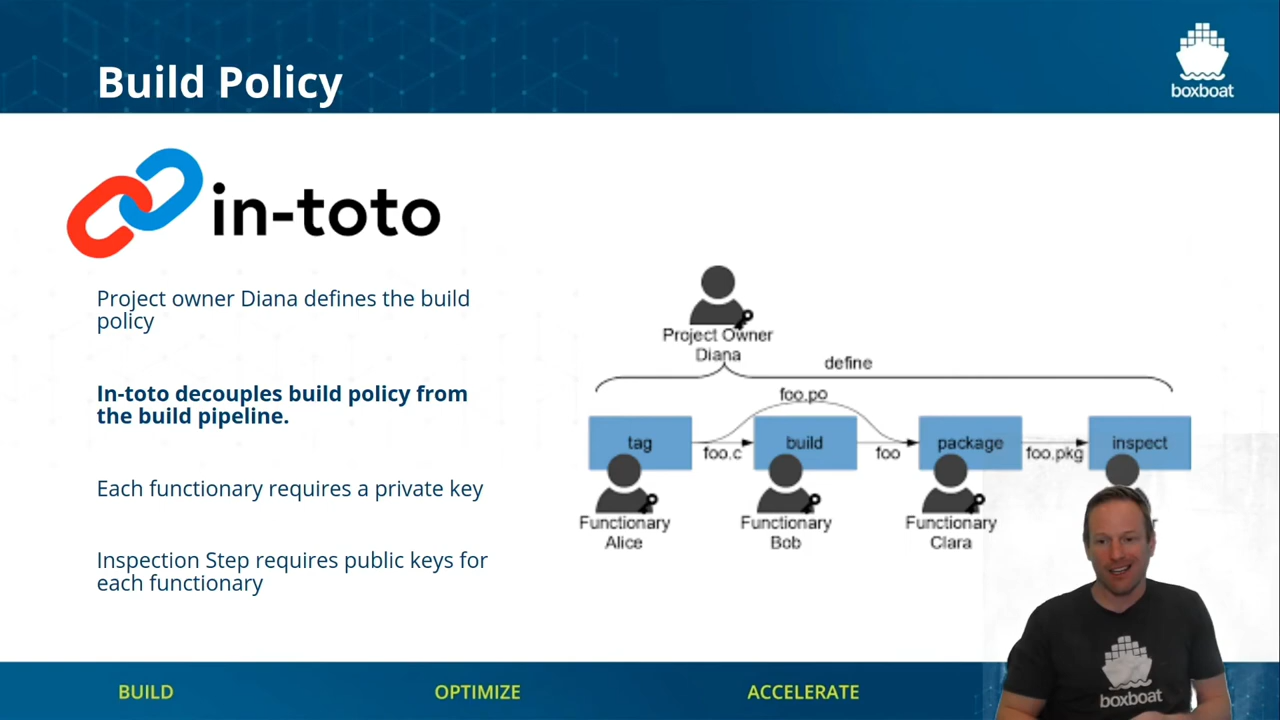 Build Policy
boxboat
in-toto
Project owner Diana defines the build
policy
In-toto decouples build policy from
the build pipeline.
Each functionary requires a private key
Inspection Step requires public keys for
each functionary
Project Owner
Diana
define
foo.po
tag
build
package
inspect
foo.c
foo
foo.pkg
Functionary
Alice
Functionary
Bob
Functionary
Clara
boxboat
BUILD
OPTIMIZE
ACCELERATE